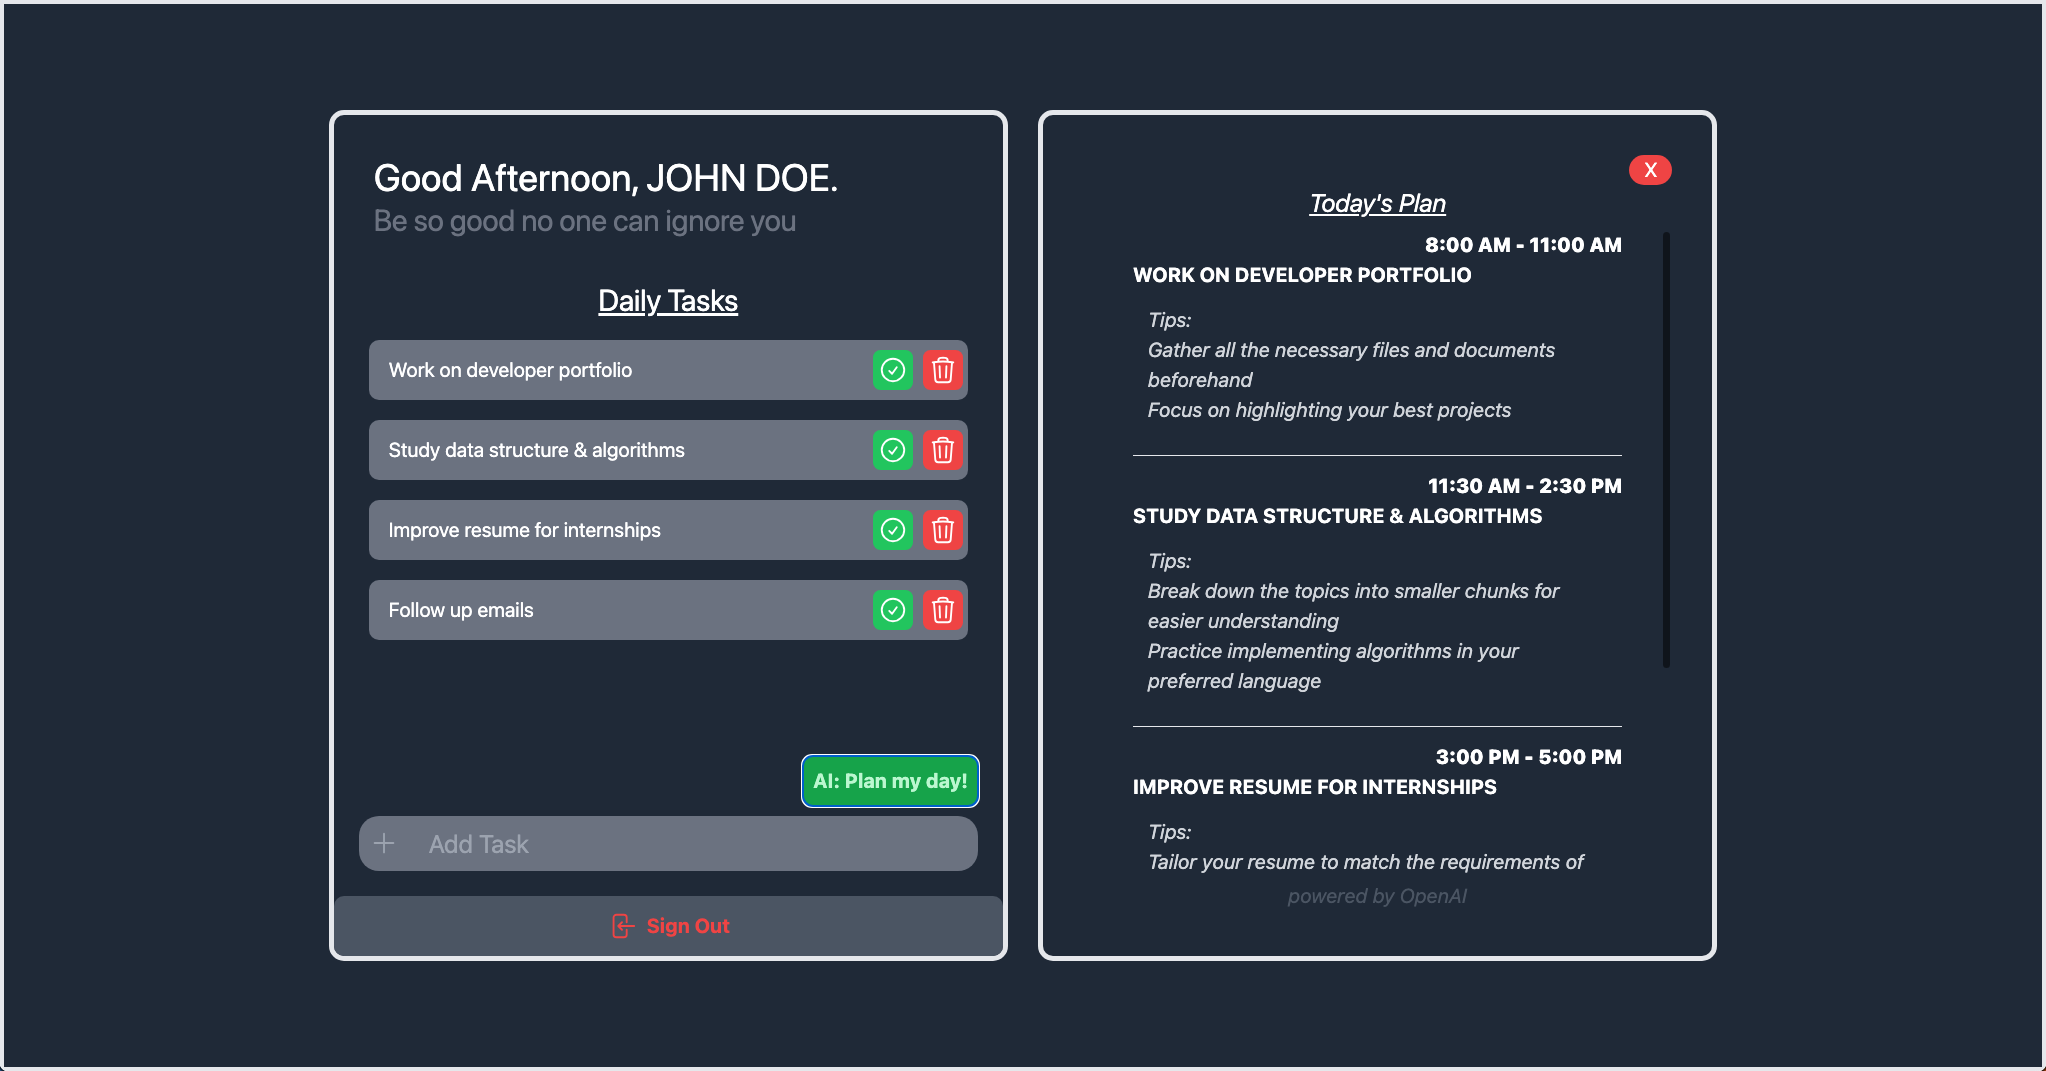 Good Afternoon, JOHN DOE.
Be so good no one can ignore you
Daily Tasks
Work on developer portfolio
Study data structure & algorithms
Improve resume for internships
Follow up emails
AI: Plan my day!
Add Task
Sign Out
X
Today's Plan
8:00 AM - 11:00 AM
WORK ON DEVELOPER PORTFOLIO
Tips:
Gather all the necessary files and documents
beforehand
Focus on highlighting your best projects
11:30 AM - 2:30 PM
STUDY DATA STRUCTURE & ALGORITHMS
Tips:
Break down the topics into smaller chunks for
easier understanding
Practice implementing algorithms in your
preferred language
3:00 PM - 5:00 PM
IMPROVE RESUME FOR INTERNSHIPS
Tips:
Tailor your resume to match the requirements of
powered by OpenAI